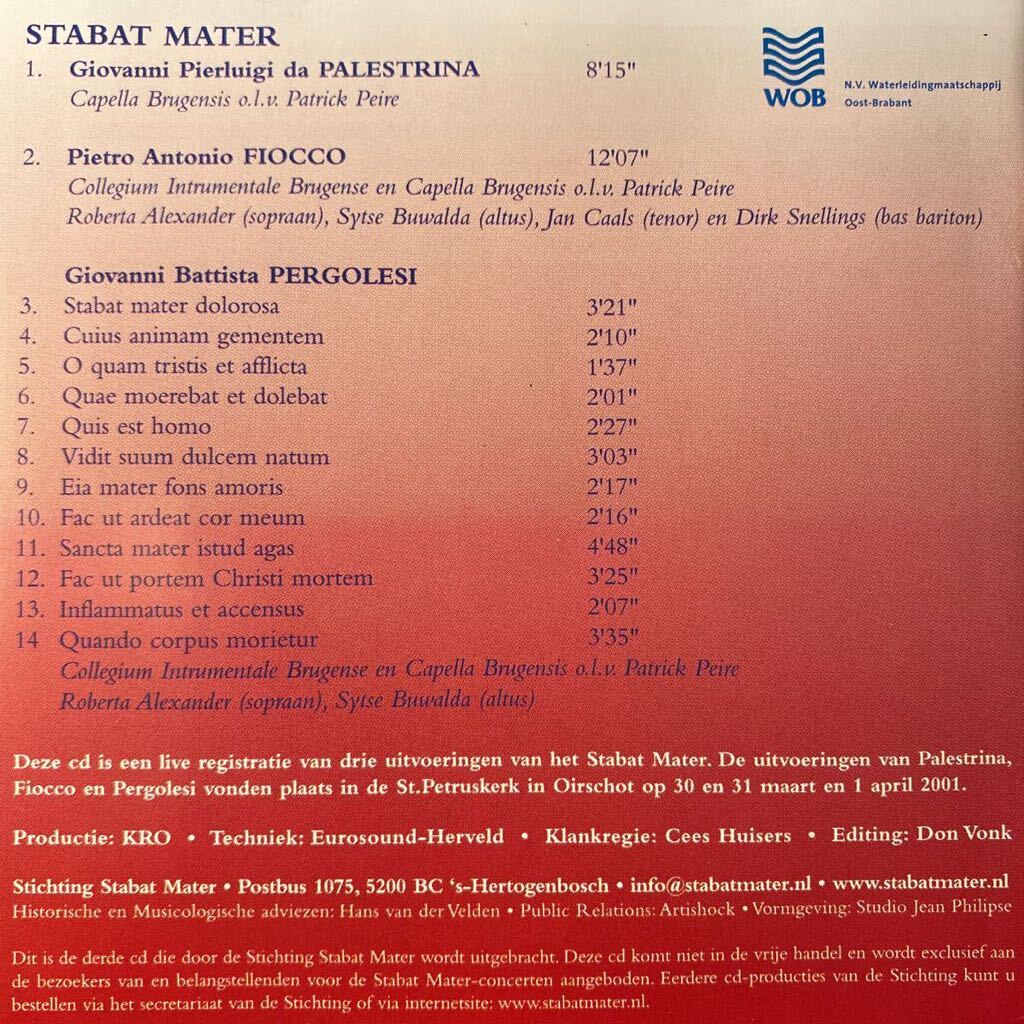 STABAT MATER
1. Giovanni Pierluigi da PALESTRINA 8'15"
Capella Brugensis o.l.v. Patrick Peire
WOB
N.V. Waterleidingmaatschappij
Oost-Brabant
2. Pietro Antonio FIOCCO 12'07"
Collegium Intrumentale Brugense en Capella Brugensis o.l.v. Patrick Peire
Roberta Alexander (sopraan), Sytse Buwalda (altus), Jan Caals (tenor) en Dirk Snellings (bas bariton)
Giovanni Battista PERGOLESI
3. Stabat mater dolorosa 3'21"
4. Cuius animam gementem 2'10"
5. O quam tristis et afflicta 1'37"
6. Quae moerebat et dolebat 2'01"
7. Quis est homo 2'27"
8. Vidit suum dulcem natum 3'03"
9. Eia mater fons amoris 2'17"
10. Fac ut ardeat cor meum 2'16"
11. Sancta mater istud agas 4'48"
12. Fac ut portem Christi mortem 3'25"
13. Inflammatus et accensus 2'07"
14 Quando corpus morietur 3'35"
Collegium Intrumentale Brugense en Capella Brugensis o.l.v. Patrick Peire
Roberta Alexander (sopraan), Sytse Buwalda (altus)
Deze cd is een live registratie van drie uitvoeringen van het Stabat Mater. De uitvoeringen van Palestrina,
Fiocco en Pergolesi vonden plaats in de St.Petruskerk in Oirschot op 30 en 31 maart en 1 april 2001.
Productie: KRO • Techniek: Eurosound-Herveld • Klankregie: Cees Huisers • Editing: Don Vonk
Stichting Stabat Mater • Postbus 1075, 5200 BC ‘s-Hertogenbosch • info@stabatmater.nl • www.stabatmater.nl
Historische en Musicologische adviezen: Hans van der Velden • Public Relations: Artishock • Vormgeving: Studio Jean Philipse
Dit is de derde cd die door de Stichting Stabat Mater wordt uitgebracht. Deze cd komt niet in de vrije handel en wordt exclusief aan
de bezoekers van en belangstellenden voor de Stabat Mater-concerten aangeboden. Eerdere cd-producties van de Stichting kunt u
bestellen via het secretariaat van de Stichting of via internetsite: www.stabatmater.nl.